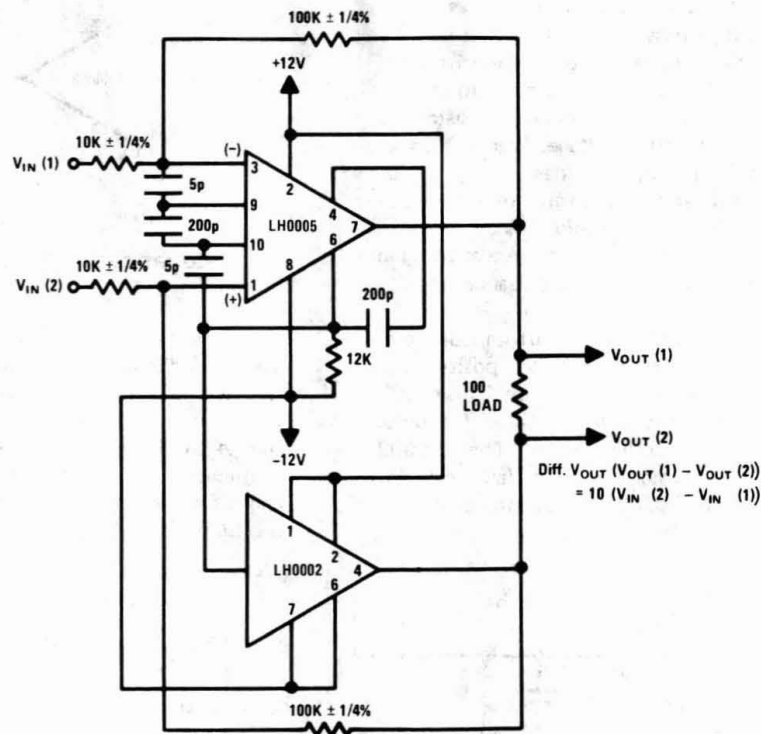 100K ± 1/4%
+12V
10K ± 1/4%
(-)
V_IN (1)
3
5p
2
4
9
7
200p
LH0005
6
10
5p
10K ± 1/4%
8
1
V_IN (2)
(+)
200p
12K
V_OUT (1)
100
LOAD
-12V
V_OUT (2)
Diff. V_OUT (V_OUT (1) - V_OUT (2))
= 10 (V_IN (2) - V_IN (1))
1
2
LH0002
4
6
7
100K ± 1/4%